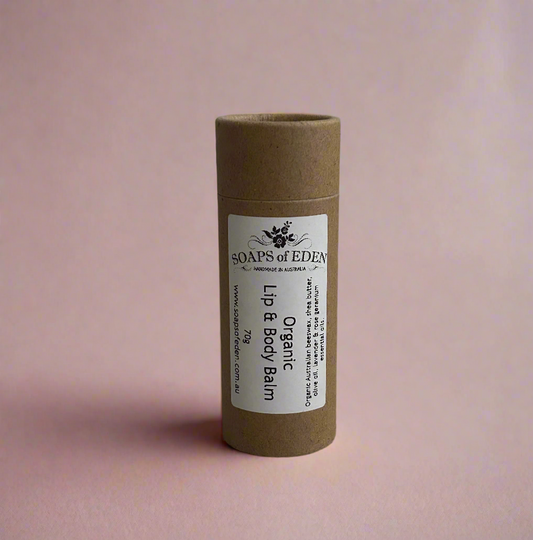 SOAPS of EDEN
HANDMADE IN AUSTRALIA
Organic
Lip & Body Balm
70g
www.soapsofeden.com.au
Organic Australian beeswax, shea butter,
olive oil, lavender & rose geranium
essential oils.